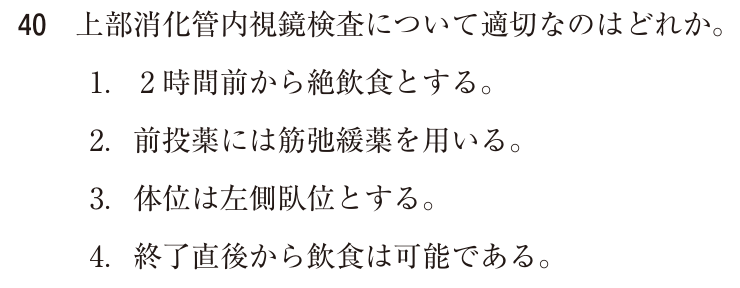 40 上部消化管内視鏡検査について適切なのはどれか。
1. 2時間前から絶飲食とする。
2. 前投薬には筋弛緩薬を用いる。
3. 体位は左側臥位とする。
4. 終了直後から飲食は可能である。